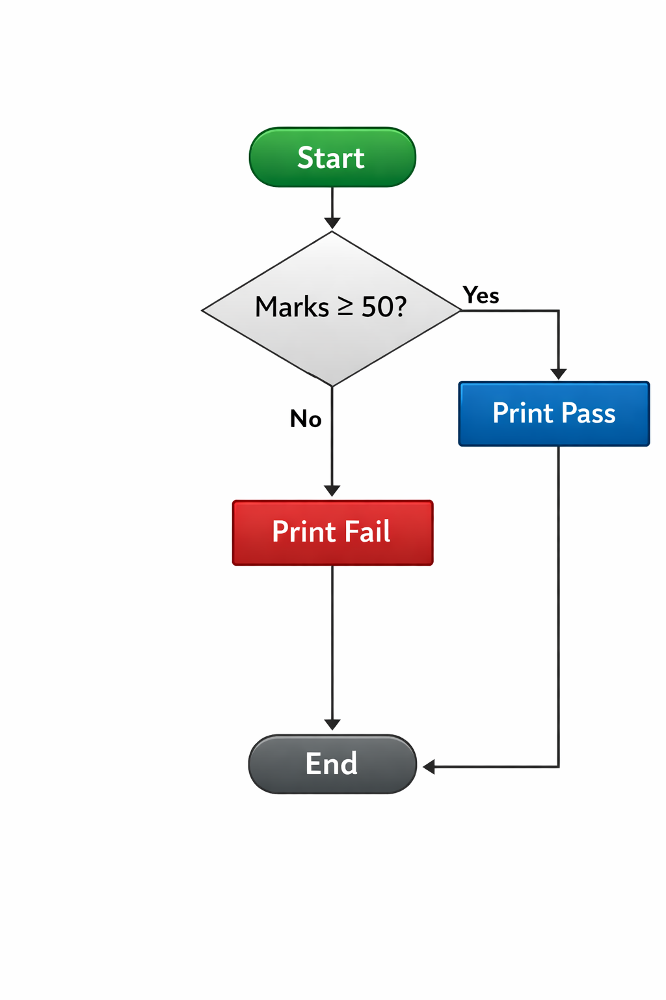 Start
Marks ≥ 50?
Yes
No
Print Pass
Print Fail
End